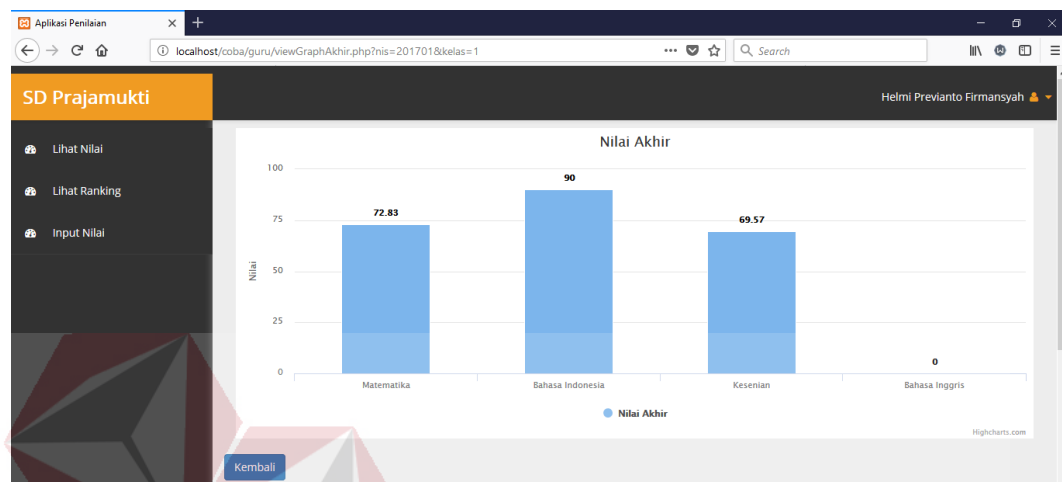 Aplikasi Penilaian
localhost/coba/guru/viewGraphAkhir.php?nis=201701&kelas=1
Search
SD Prajamukti
Helmi Previanto Firmansyah
Lihat Nilai
Lihat Ranking
Input Nilai
Nilai Akhir
100
75
50
25
0
Nilai
72.83
90
69.57
0
Matematika
Bahasa Indonesia
Kesenian
Bahasa Inggris
Nilai Akhir
Highcharts.com
Kembali